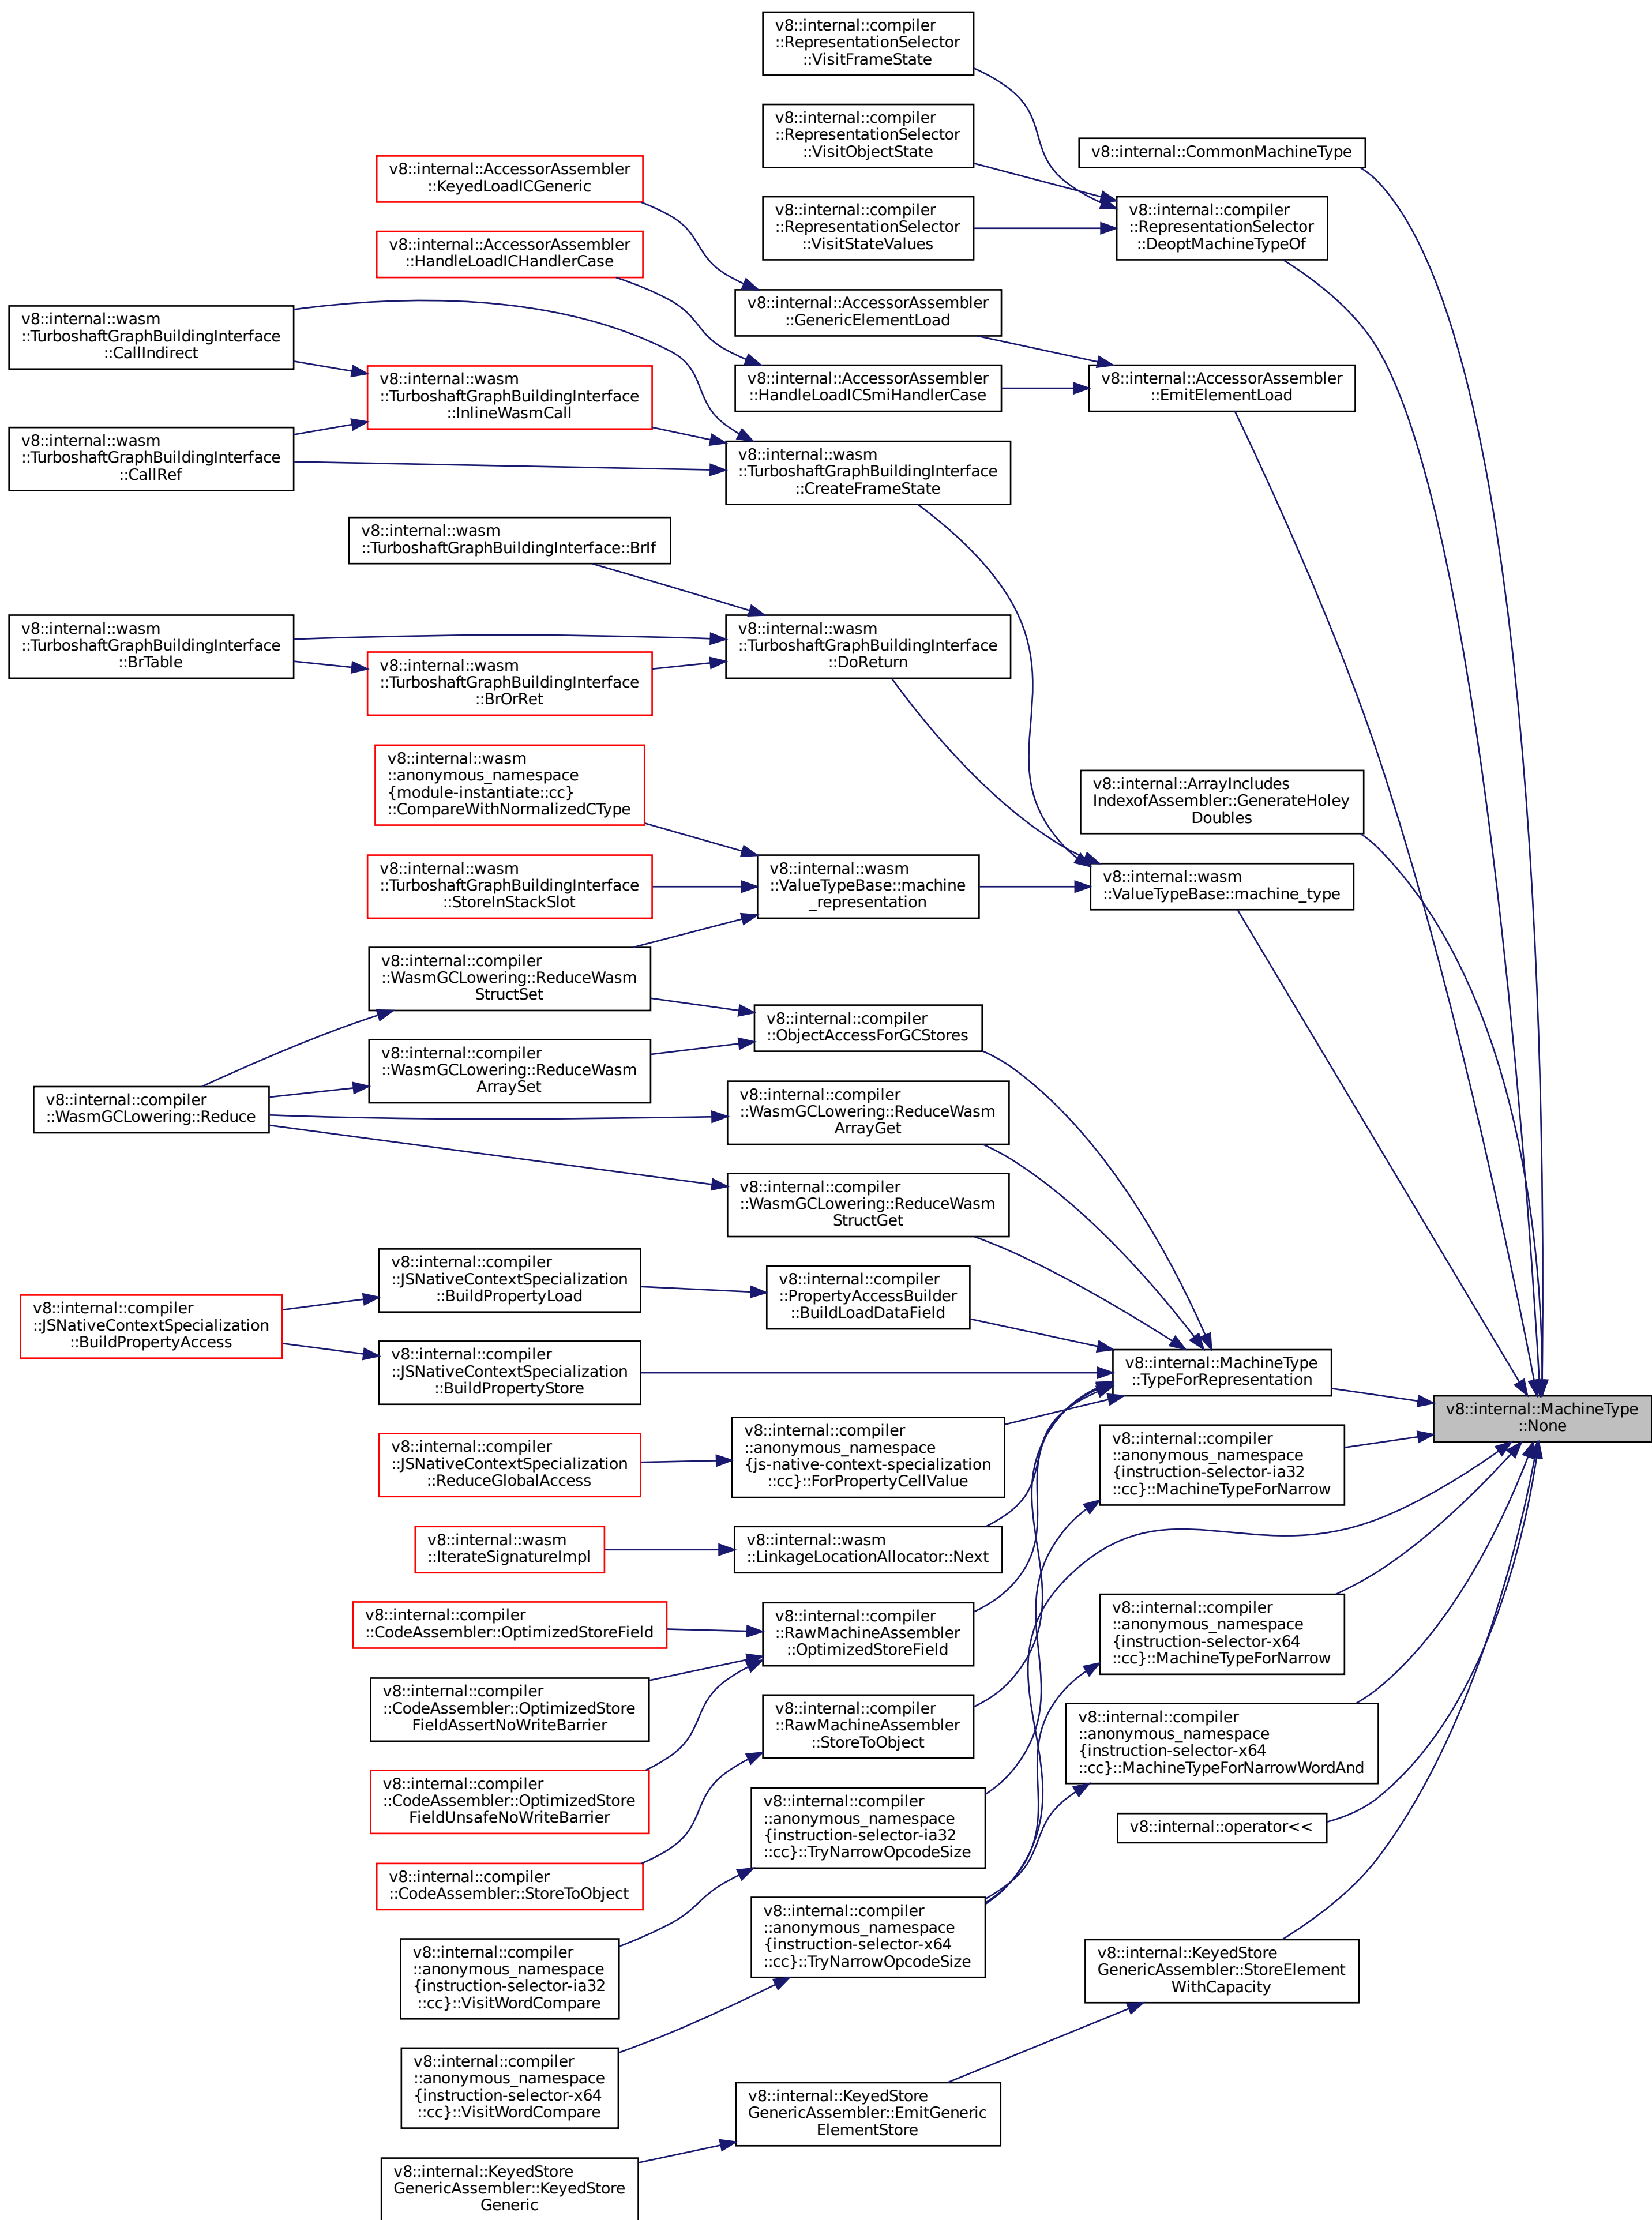 v8::internal::compiler
::RepresentationSelector
::VisitFrameState
v8::internal::compiler
::RepresentationSelector
::VisitObjectState
v8::internal::CommonMachineType
v8::internal::AccessorAssembler
::KeyedLoadICGeneric
v8::internal::compiler
::RepresentationSelector
::VisitStateValues
v8::internal::compiler
::RepresentationSelector
::DeoptMachineTypeOf
v8::internal::AccessorAssembler
::HandleLoadICHandlerCase
v8::internal::AccessorAssembler
::GenericElementLoad
v8::internal::wasm
::TurboshaftGraphBuildingInterface
::CallIndirect
v8::internal::wasm
::TurboshaftGraphBuildingInterface
::InlineWasmCall
v8::internal::AccessorAssembler
::HandleLoadICSmiHandlerCase
v8::internal::AccessorAssembler
::EmitElementLoad
v8::internal::wasm
::TurboshaftGraphBuildingInterface
::CallRef
v8::internal::wasm
::TurboshaftGraphBuildingInterface
::CreateFrameState
v8::internal::wasm
::TurboshaftGraphBuildingInterface::BrIf
v8::internal::wasm
::TurboshaftGraphBuildingInterface
::BrTable
v8::internal::wasm
::TurboshaftGraphBuildingInterface
::BrOrRet
v8::internal::wasm
::TurboshaftGraphBuildingInterface
::DoReturn
v8::internal::wasm
::anonymous_namespace
{module-instantiate::cc}
::CompareWithNormalizedCType
v8::internal::ArrayIncludes
IndexofAssembler::GenerateHoley
Doubles
v8::internal::wasm
::TurboshaftGraphBuildingInterface
::StoreInStackSlot
v8::internal::wasm
::ValueTypeBase::machine
_representation
v8::internal::wasm
::ValueTypeBase::machine_type
v8::internal::compiler
::WasmGCLowering::ReduceWasm
StructSet
v8::internal::compiler
::ObjectAccessForGCStores
v8::internal::compiler
::WasmGCLowering::ReduceWasm
ArraySet
v8::internal::compiler
::WasmGCLowering::Reduce
v8::internal::compiler
::WasmGCLowering::ReduceWasm
ArrayGet
v8::internal::compiler
::WasmGCLowering::ReduceWasm
StructGet
v8::internal::compiler
::JSNativeContextSpecialization
::BuildPropertyLoad
v8::internal::compiler
::PropertyAccessBuilder
::BuildLoadDataField
v8::internal::compiler
::JSNativeContextSpecialization
::BuildPropertyAccess
v8::internal::compiler
::JSNativeContextSpecialization
::BuildPropertyStore
v8::internal::MachineType
::TypeForRepresentation
v8::internal::MachineType
::None
v8::internal::compiler
::JSNativeContextSpecialization
::ReduceGlobalAccess
v8::internal::compiler
::anonymous_namespace
{js-native-context-specialization
::cc}::ForPropertyCellValue
v8::internal::compiler
::anonymous_namespace
{instruction-selector-ia32
::cc}::MachineTypeForNarrow
v8::internal::wasm
::IterateSignatureImpl
v8::internal::wasm
::LinkageLocationAllocator::Next
v8::internal::compiler
::CodeAssembler::OptimizedStoreField
v8::internal::compiler
::RawMachineAssembler
::OptimizedStoreField
v8::internal::compiler
::anonymous_namespace
{instruction-selector-x64
::cc}::MachineTypeForNarrow
v8::internal::compiler
::CodeAssembler::OptimizedStore
FieldAssertNoWriteBarrier
v8::internal::compiler
::RawMachineAssembler
::StoreToObject
v8::internal::compiler
::anonymous_namespace
{instruction-selector-x64
::cc}::MachineTypeForNarrowWordAnd
v8::internal::compiler
::CodeAssembler::OptimizedStore
FieldUnsafeNoWriteBarrier
v8::internal::compiler
::anonymous_namespace
{instruction-selector-ia32
::cc}::TryNarrowOpcodeSize
v8::internal::operator<<
v8::internal::compiler
::CodeAssembler::StoreToObject
v8::internal::compiler
::anonymous_namespace
{instruction-selector-x64
::cc}::TryNarrowOpcodeSize
v8::internal::compiler
::anonymous_namespace
{instruction-selector-ia32
::cc}::VisitWordCompare
v8::internal::KeyedStore
GenericAssembler::StoreElement
WithCapacity
v8::internal::compiler
::anonymous_namespace
{instruction-selector-x64
::cc}::VisitWordCompare
v8::internal::KeyedStore
GenericAssembler::EmitGeneric
ElementStore
v8::internal::KeyedStore
GenericAssembler::KeyedStore
Generic